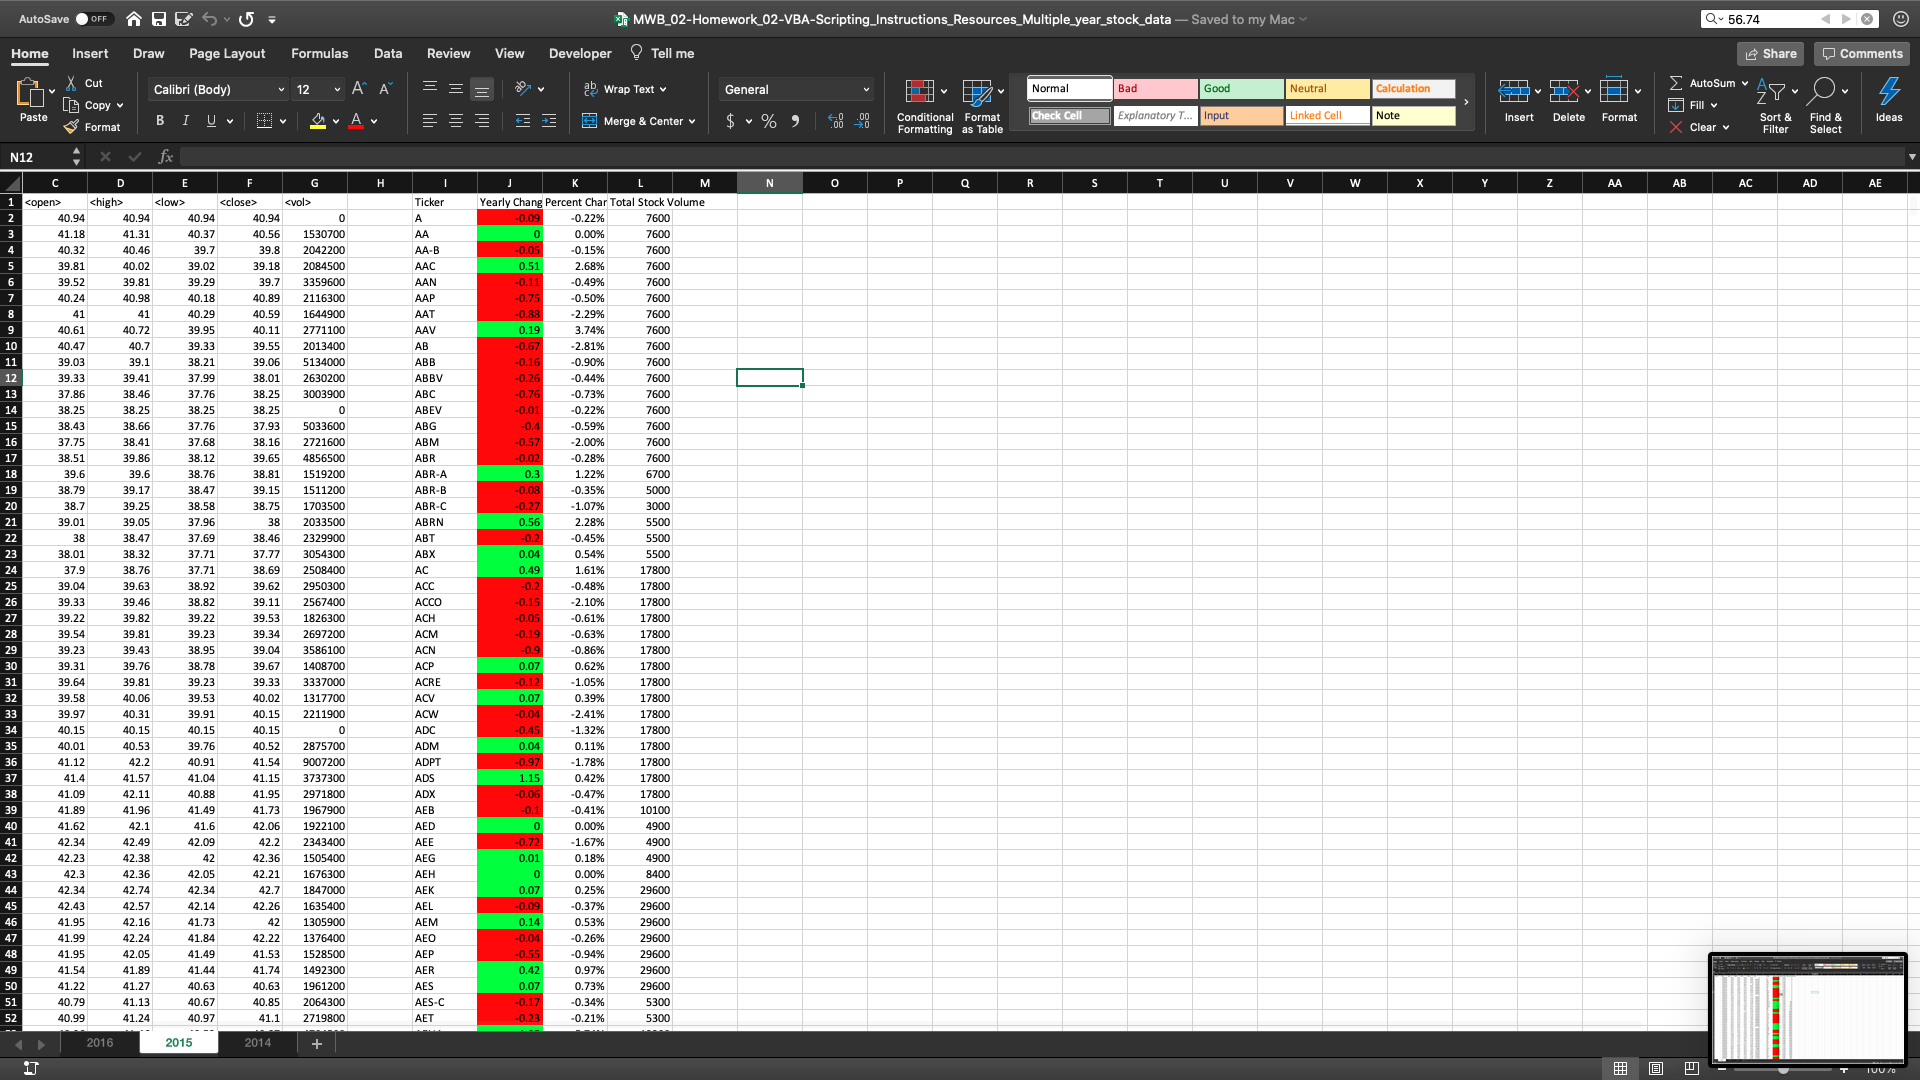 AutoSave OFF MWB_02-Homework_02-VBA-Scripting_Instructions_Resources_Multiple_year_stock_data — Saved to my Mac 56.74
Home Insert Draw Page Layout Formulas Data Review View Developer Tell me Share Comments
Paste Cut Copy Format
Calibri (Body) 12 A A
B I U A
Wrap Text
Merge & Center
General
$ % 
Conditional Formatting Format as Table
Normal Bad Good Neutral Calculation
Check Cell Explanatory T... Input Linked Cell Note
Insert Delete Format
AutoSum Fill Clear
Sort & Filter Find & Select Ideas
N12 fx
C D E F G H I J K L M N O P Q R S T U V W X Y Z AA AB AC AD AE
1 <open> <high> <low> <close> <vol> Ticker Yearly Chang Percent Char Total Stock Volume
2 40.94 40.94 40.94 40.94 0 A -0.09 -0.22% 7600
3 41.18 41.31 40.37 40.56 1530700 AA 0 0.00% 7600
4 40.32 40.46 39.7 39.8 2042200 AA-B -0.05 -0.15% 7600
5 39.81 40.02 39.02 39.18 2084500 AAC 0.51 2.68% 7600
6 39.52 39.81 39.29 39.7 3359600 AAN -0.11 -0.49% 7600
7 40.24 40.98 40.18 40.89 2116300 AAP -0.75 -0.50% 7600
8 41 41 40.29 40.59 1644900 AAT -0.88 -2.29% 7600
9 40.61 40.72 39.95 40.11 2771100 AAV 0.19 3.74% 7600
10 40.47 40.7 39.33 39.55 2013400 AB -0.67 -2.81% 7600
11 39.03 39.1 38.21 39.06 5134000 ABB -0.16 -0.90% 7600
12 39.33 39.41 37.99 38.01 2630200 ABBV -0.26 -0.44% 7600
13 37.86 38.46 37.76 38.25 3003900 ABC -0.76 -0.73% 7600
14 38.25 38.25 38.25 38.25 0 ABEV -0.01 -0.22% 7600
15 38.43 38.66 37.76 37.93 5033600 ABG -0.4 -0.59% 7600
16 37.75 38.41 37.68 38.16 2721600 ABM -0.57 -2.00% 7600
17 38.51 39.86 38.12 39.65 4856500 ABR -0.02 -0.28% 7600
18 39.6 39.6 38.76 38.81 1519200 ABR-A 0.3 1.22% 6700
19 38.79 39.17 38.47 39.15 1511200 ABR-B -0.08 -0.35% 5000
20 38.7 39.25 38.58 38.75 1703500 ABR-C -0.27 -1.07% 3000
21 39.01 39.05 37.96 38 2033500 ABRN 0.56 2.28% 5500
22 38 38.47 37.69 38.46 2329900 ABT -0.2 -0.45% 5500
23 38.01 38.32 37.71 37.77 3054300 ABX 0.04 0.54% 5500
24 37.9 38.76 37.71 38.69 2508400 AC 0.49 1.61% 17800
25 39.04 39.63 38.92 39.62 2950300 ACC -0.2 -0.48% 17800
26 39.33 39.46 38.82 39.11 2567400 ACCO -0.15 -2.10% 17800
27 39.22 39.82 39.22 39.53 1826300 ACH -0.05 -0.61% 17800
28 39.54 39.81 39.23 39.34 2697200 ACM -0.19 -0.63% 17800
29 39.23 39.43 38.95 39.04 3586100 ACN -0.9 -0.86% 17800
30 39.31 39.76 38.78 39.67 1408700 ACP 0.07 0.62% 17800
31 39.64 39.81 39.23 39.33 3337000 ACRE -0.12 -1.05% 17800
32 39.58 40.06 39.53 40.02 1317700 ACV 0.07 0.39% 17800
33 39.97 40.31 39.91 40.15 2211900 ACW -0.04 -2.41% 17800
34 40.15 40.15 40.15 40.15 0 ADC -0.45 -1.32% 17800
35 40.01 40.53 39.76 40.52 2875700 ADM 0.04 0.11% 17800
36 41.12 42.2 40.91 41.54 9007200 ADPT -0.97 -1.78% 17800
37 41.4 41.57 41.04 41.15 3737300 ADS 1.15 0.42% 17800
38 41.09 42.11 40.88 41.95 2971800 ADX -0.06 -0.47% 17800
39 41.89 41.96 41.49 41.73 1967900 AEB -0.1 -0.41% 10100
40 41.62 42.1 41.6 42.06 1922100 AED 0 0.00% 4900
41 42.34 42.49 42.09 42.2 2343400 AEE -0.72 -1.67% 4900
42 42.23 42.38 42 42.36 1505400 AEG 0.01 0.18% 4900
43 42.3 42.36 42.05 42.21 1676300 AEH 0 0.00% 8400
44 42.34 42.74 42.34 42.7 1847000 AEK 0.07 0.25% 29600
45 42.43 42.57 42.14 42.26 1635400 AEL -0.09 -0.37% 29600
46 41.95 42.16 41.73 42 1305900 AEM 0.14 0.53% 29600
47 41.99 42.24 41.84 42.22 1376400 AEO -0.04 -0.26% 29600
48 41.95 42.05 41.49 41.53 1528500 AEP -0.55 -0.94% 29600
49 41.54 41.89 41.44 41.74 1492300 AER 0.42 0.97% 29600
50 41.22 41.27 40.63 40.63 1961200 AES 0.07 0.73% 29600
51 40.79 41.13 40.67 40.85 2064300 AES-C -0.17 -0.34% 5300
52 40.99 41.24 40.97 41.1 2719800 AET -0.23 -0.21% 5300
2016 2015 2014 +
100%